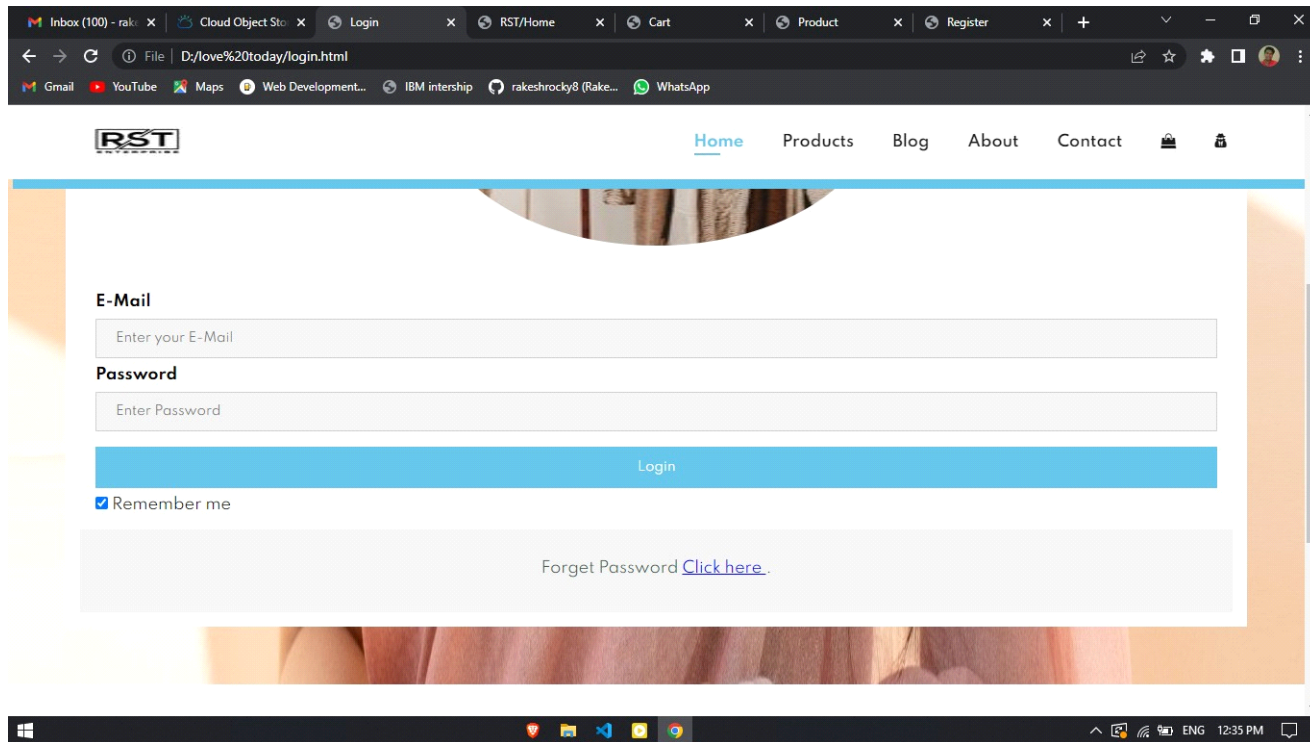 Inbox (100) - rake
Cloud Object Sto
Login
RST/Home
Cart
Product
Register
File
D:/love%20today/login.html
Gmail
YouTube
Maps
Web Development...
IBM intership
rakeshrocky8 (Rake...
WhatsApp
RST
ENTERPRISE
Home
Products
Blog
About
Contact
E-Mail
Enter your E-Mail
Password
Enter Password
Login
Remember me
Forget Password Click here .
ENG
12:35 PM